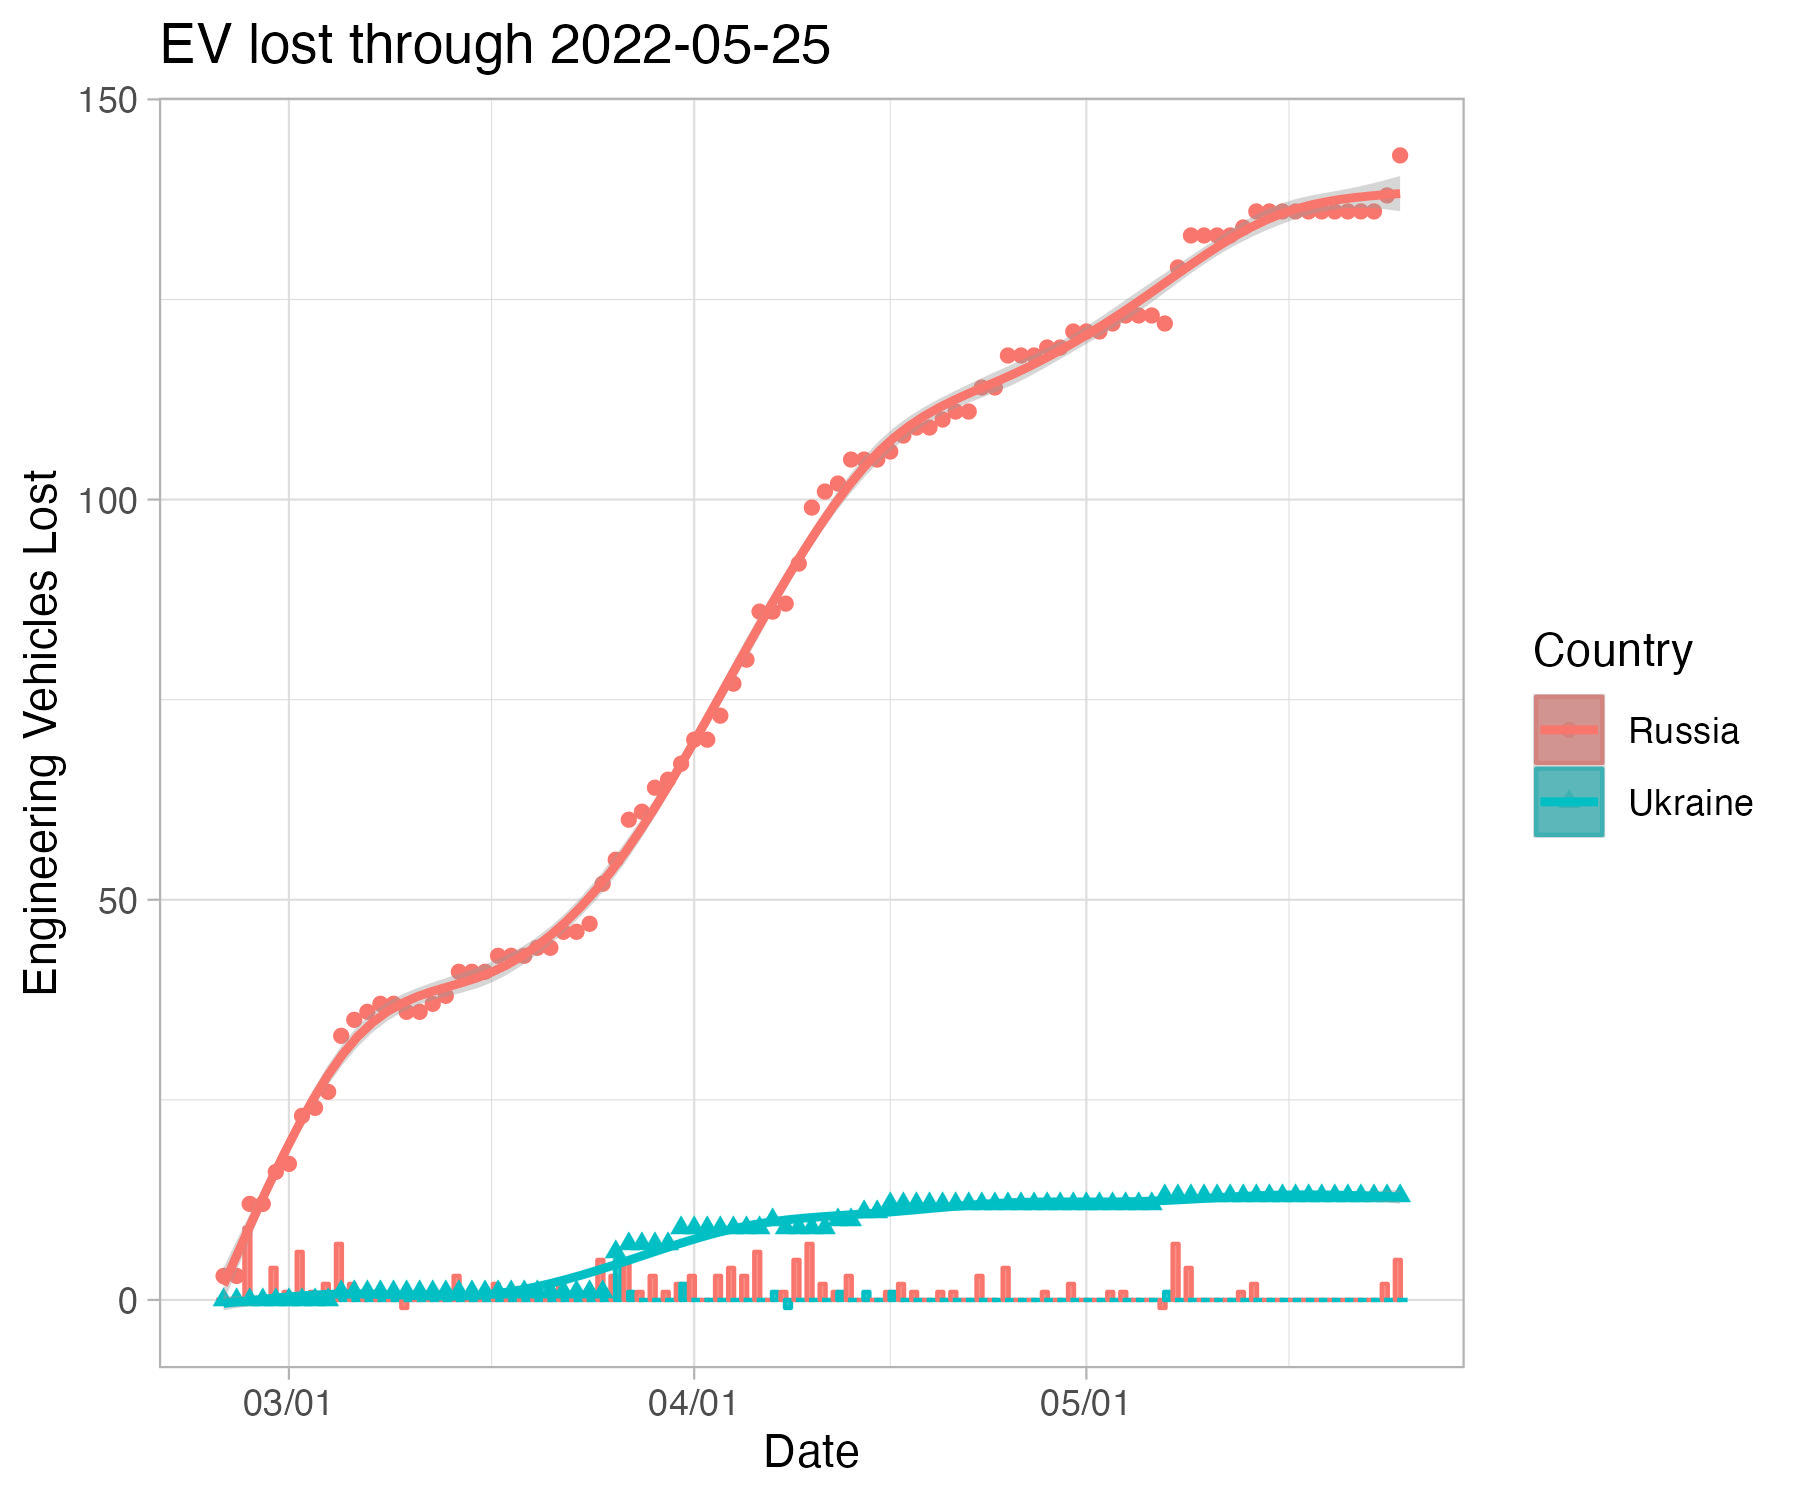 EV lost through 2022-05-25
150
100
50
0
Engineering Vehicles Lost
03/01
04/01
05/01
Date
Country
Russia
Ukraine